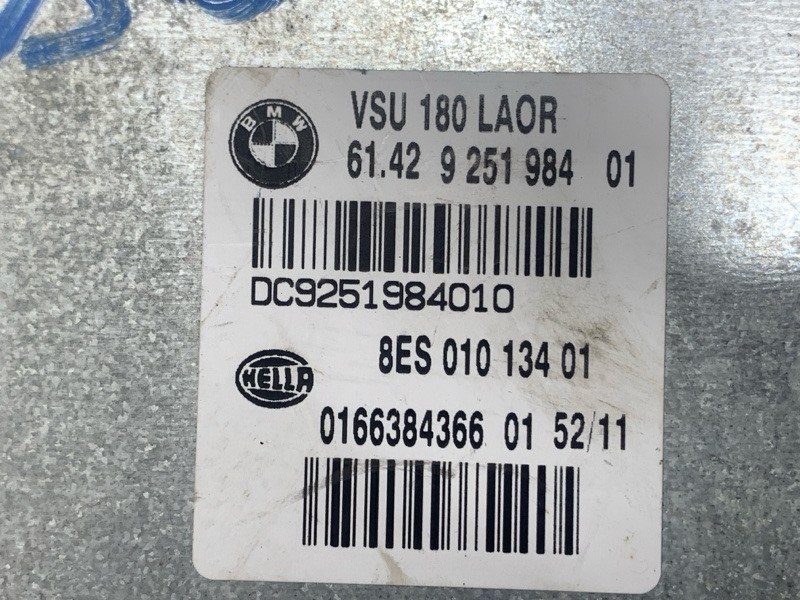 BMW
VSU 180 LAOR
61.42 9 251 984 01
DC9251984010
8ES 010 134 01
HELLA
0166384366 01 52/11